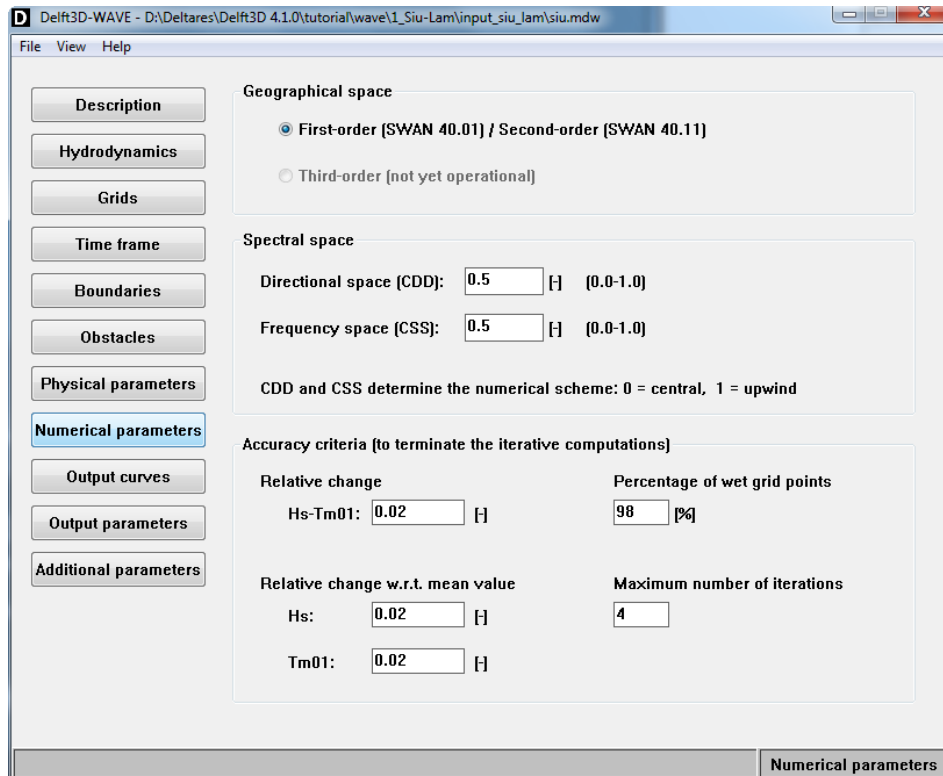 D Delft3D-WAVE - D:\Deltares\Delft3D 4.1.0\tutorial\wave\1_Siu-Lam\input_siu_lam\siu.mdw
File View Help
Description
Hydrodynamics
Grids
Time frame
Boundaries
Obstacles
Physical parameters
Numerical parameters
Output curves
Output parameters
Additional parameters
Geographical space
First-order (SWAN 40.01) / Second-order (SWAN 40.11)
Third-order (not yet operational)
Spectral space
Directional space (CDD): 0.5 [-] (0.0-1.0)
Frequency space (CSS): 0.5 [-] (0.0-1.0)
CDD and CSS determine the numerical scheme: 0 = central, 1 = upwind
Accuracy criteria (to terminate the iterative computations)
Relative change Percentage of wet grid points
Hs-Tm01: 0.02 [-] 98 [%]
Relative change w.r.t. mean value Maximum number of iterations
Hs: 0.02 [-] 4
Tm01: 0.02 [-]
Numerical parameters